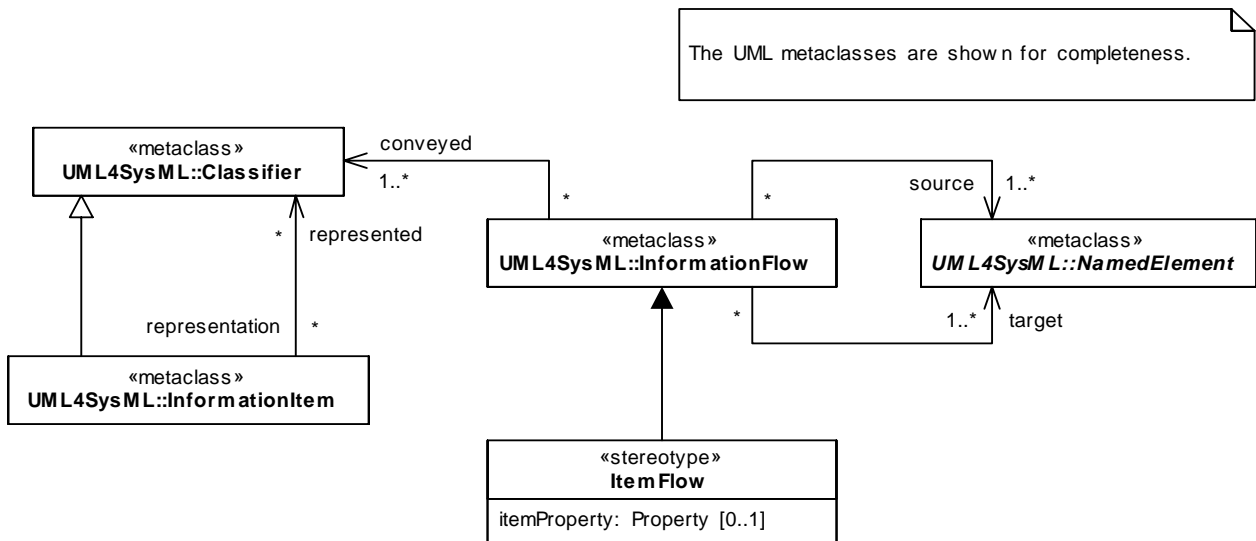 The UML metaclasses are shown for completeness.
«metaclass»
UML4SysML::Classifier
conveyed
1..*
*
*
source
1..*
* represented
«metaclass»
UML4SysML::InformationFlow
«metaclass»
UML4SysML::NamedElement
representation
*
*
1..*
target
«metaclass»
UML4SysML::InformationItem
«stereotype»
ItemFlow
itemProperty: Property [0..1]